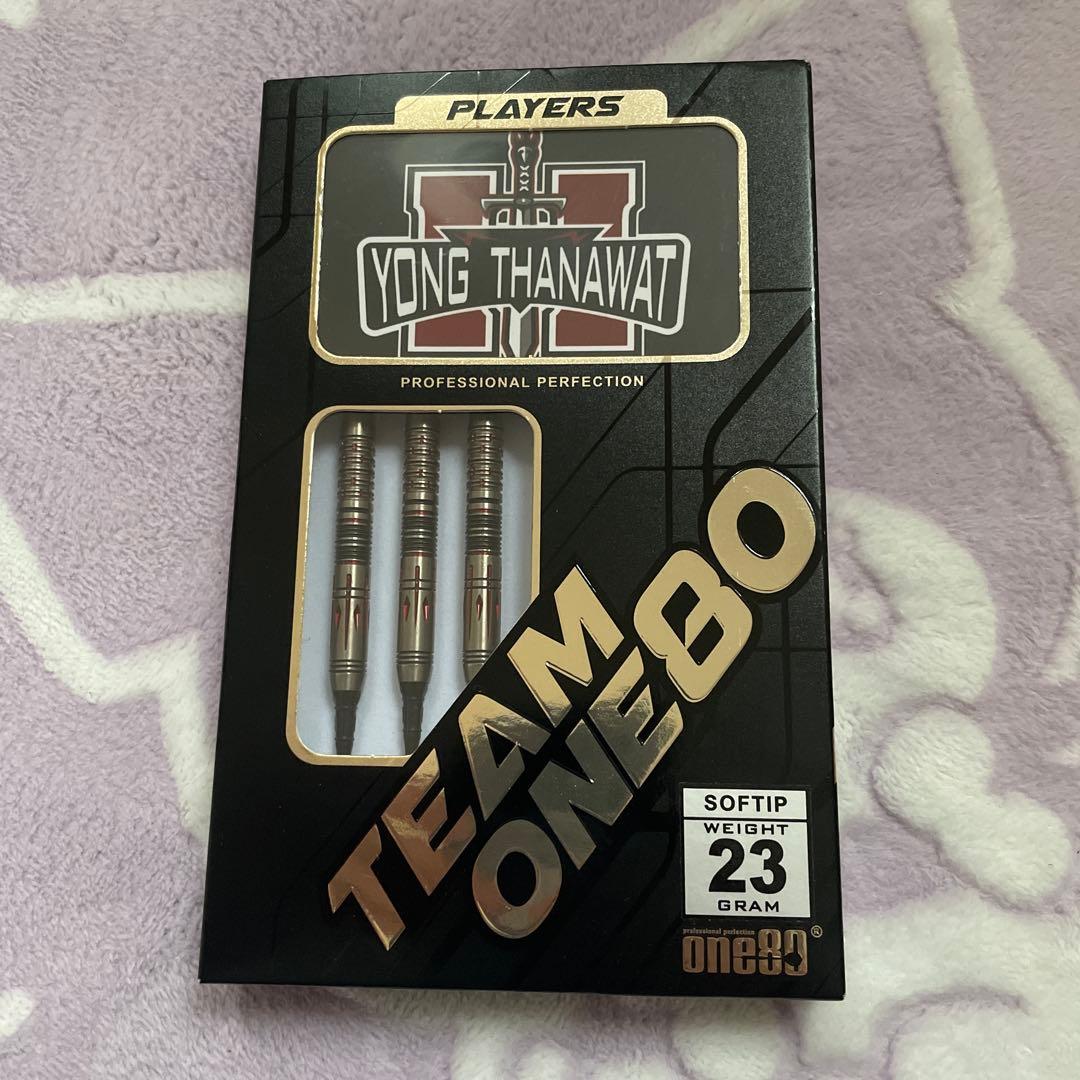 PLAYERS
YONG THANAWAT
PROFESSIONAL PERFECTION
TEAM
ONE80
SOFTIP
WEIGHT
23
GRAM
professional perfection
one80®